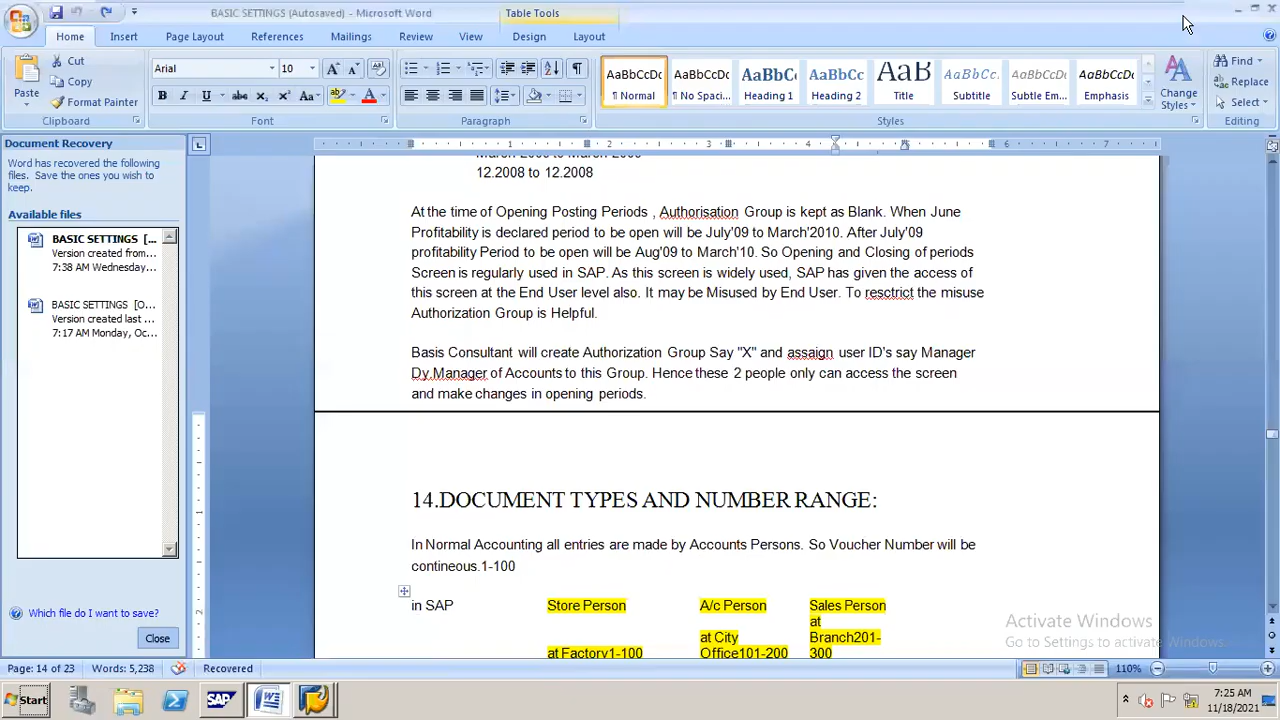 BASIC SETTINGS (Autosaved) - Microsoft Word
Table Tools
Home Insert Page Layout References Mailings Review View Design Layout
Paste
Cut
Copy
Format Painter
Clipboard
Arial 10
Font
Paragraph
AaBbCcDc AaBbCcDc AaBbC AaBbCc AaB AaBbCcL AaBbCcDa AaBbCcDc
¶ Normal ¶ No Spaci... Heading 1 Heading 2 Title Subtitle Subtle Em... Emphasis
Change
Styles
Styles
Find
Replace
Select
Editing
Document Recovery
Word has recovered the following
files. Save the ones you wish to
keep.
Available files
BASIC SETTINGS [...
Version created from...
7:38 AM Wednesday...
BASIC SETTINGS [O...
Version created last ...
7:17 AM Monday, Oc...
Which file do I want to save?
Close
1 2 3 4 6 7
March 2009 to March 2009
12.2008 to 12.2008
At the time of Opening Posting Periods , Authorisation Group is kept as Blank. When June
Profitability is declared period to be open will be July'09 to March'2010. After July'09
profitability Period to be open will be Aug'09 to March'10. So Opening and Closing of periods
Screen is regularly used in SAP. As this screen is widely used, SAP has given the access of
this screen at the End User level also. It may be Misused by End User. To resctrict the misuse
Authorization Group is Helpful.
Basis Consultant will create Authorization Group Say "X" and assaign user ID's say Manager
Dy.Manager of Accounts to this Group. Hence these 2 people only can access the screen
and make changes in opening periods.
14.DOCUMENT TYPES AND NUMBER RANGE:
In Normal Accounting all entries are made by Accounts Persons. So Voucher Number will be
contineous.1-100
in SAP Store Person A/c Person Sales Person
at
at City Branch201-
at Factory1-100 Office101-200 300
Activate Windows
Go to Settings to activate Windows.
Page: 14 of 23 Words: 5,238 Recovered 110%
Start SAP 7:25 AM
11/18/2021